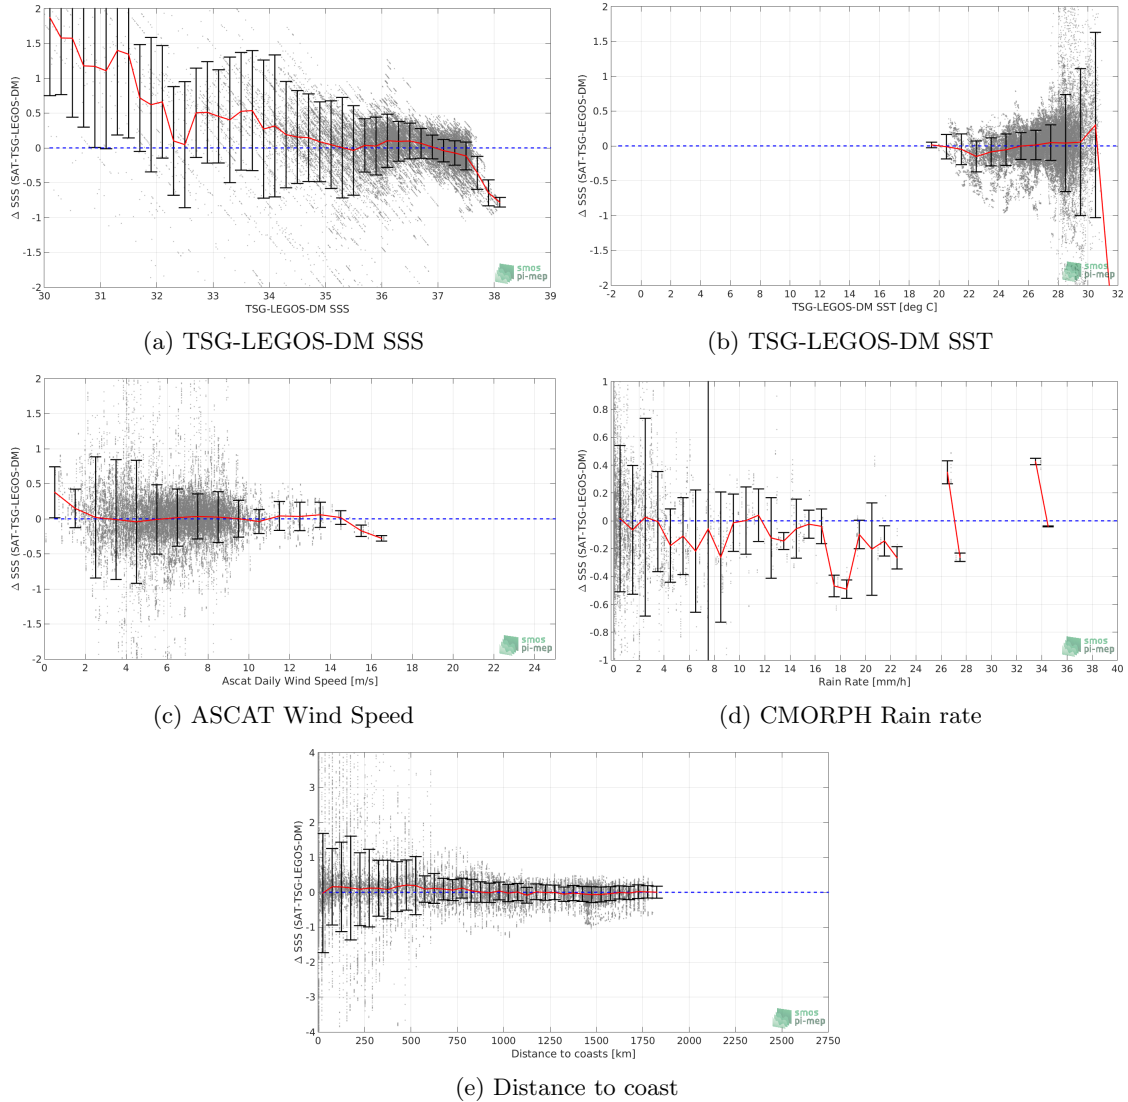 Δ SSS (SAT-TSG-LEGOS-DM)
2
1.5
1
0.5
0
-0.5
-1
-1.5
-2
30 31 32 33 34 35 36 37 38 39
TSG-LEGOS-DM SSS
smos
pi-mep
(a) TSG-LEGOS-DM SSS
Δ SSS (SAT-TSG-LEGOS-DM)
2
1.5
1
0.5
0
-0.5
-1
-1.5
-2
-2 0 2 4 6 8 10 12 14 16 18 20 22 24 26 28 30 32
TSG-LEGOS-DM SST [deg C]
smos
pi-mep
(b) TSG-LEGOS-DM SST
Δ SSS (SAT-TSG-LEGOS-DM)
2
1.5
1
0.5
0
-0.5
-1
-1.5
-2
0 2 4 6 8 10 12 14 16 18 20 22 24
Ascat Daily Wind Speed [m/s]
smos
pi-mep
(c) ASCAT Wind Speed
Δ SSS (SAT-TSG-LEGOS-DM)
1
0.8
0.6
0.4
0.2
0
-0.2
-0.4
-0.6
-0.8
-1
0 2 4 6 8 10 12 14 16 18 20 22 24 26 28 30 32 34 36 38 40
Rain Rate [mm/h]
smos
pi-mep
(d) CMORPH Rain rate
Δ SSS (SAT-TSG-LEGOS-DM)
4
3
2
1
0
-1
-2
-3
-4
0 250 500 750 1000 1250 1500 1750 2000 2250 2500 2750
Distance to coasts [km]
smos
pi-mep
(e) Distance to coast